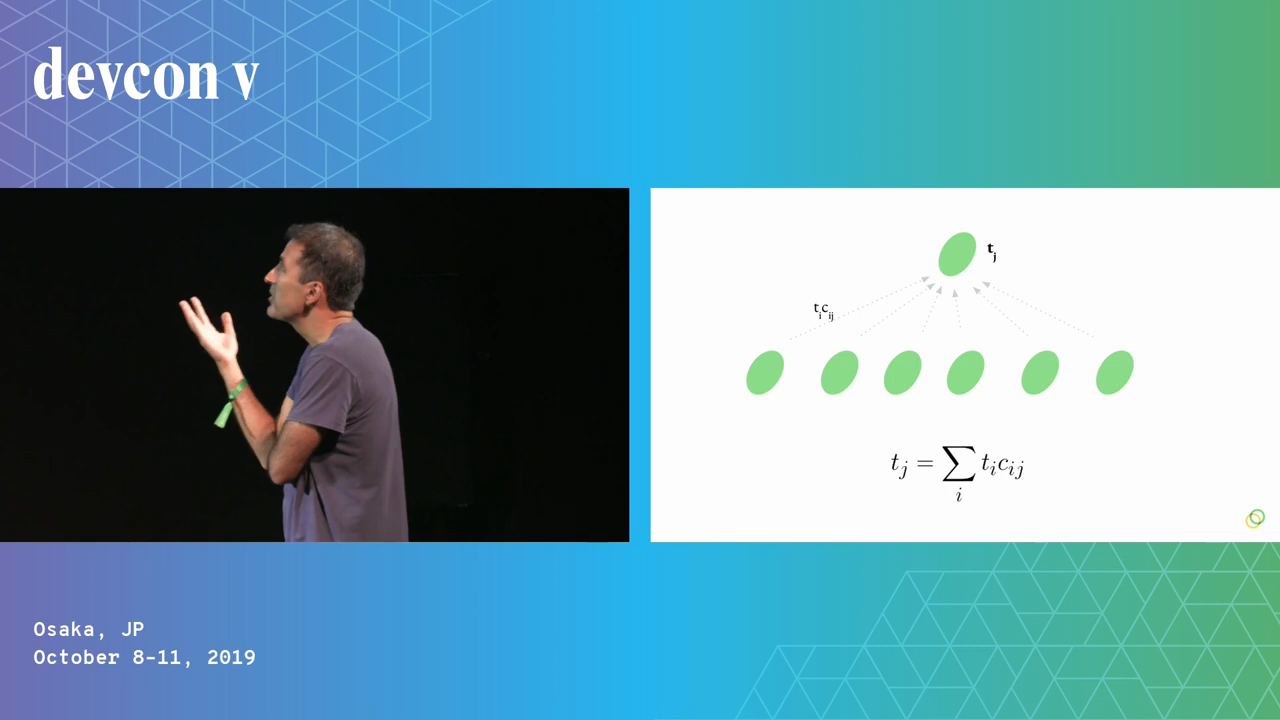 devcon v
t_j
t_i c_ij
t_j = ∑_i t_i c_ij
Osaka, JP
October 8-11, 2019